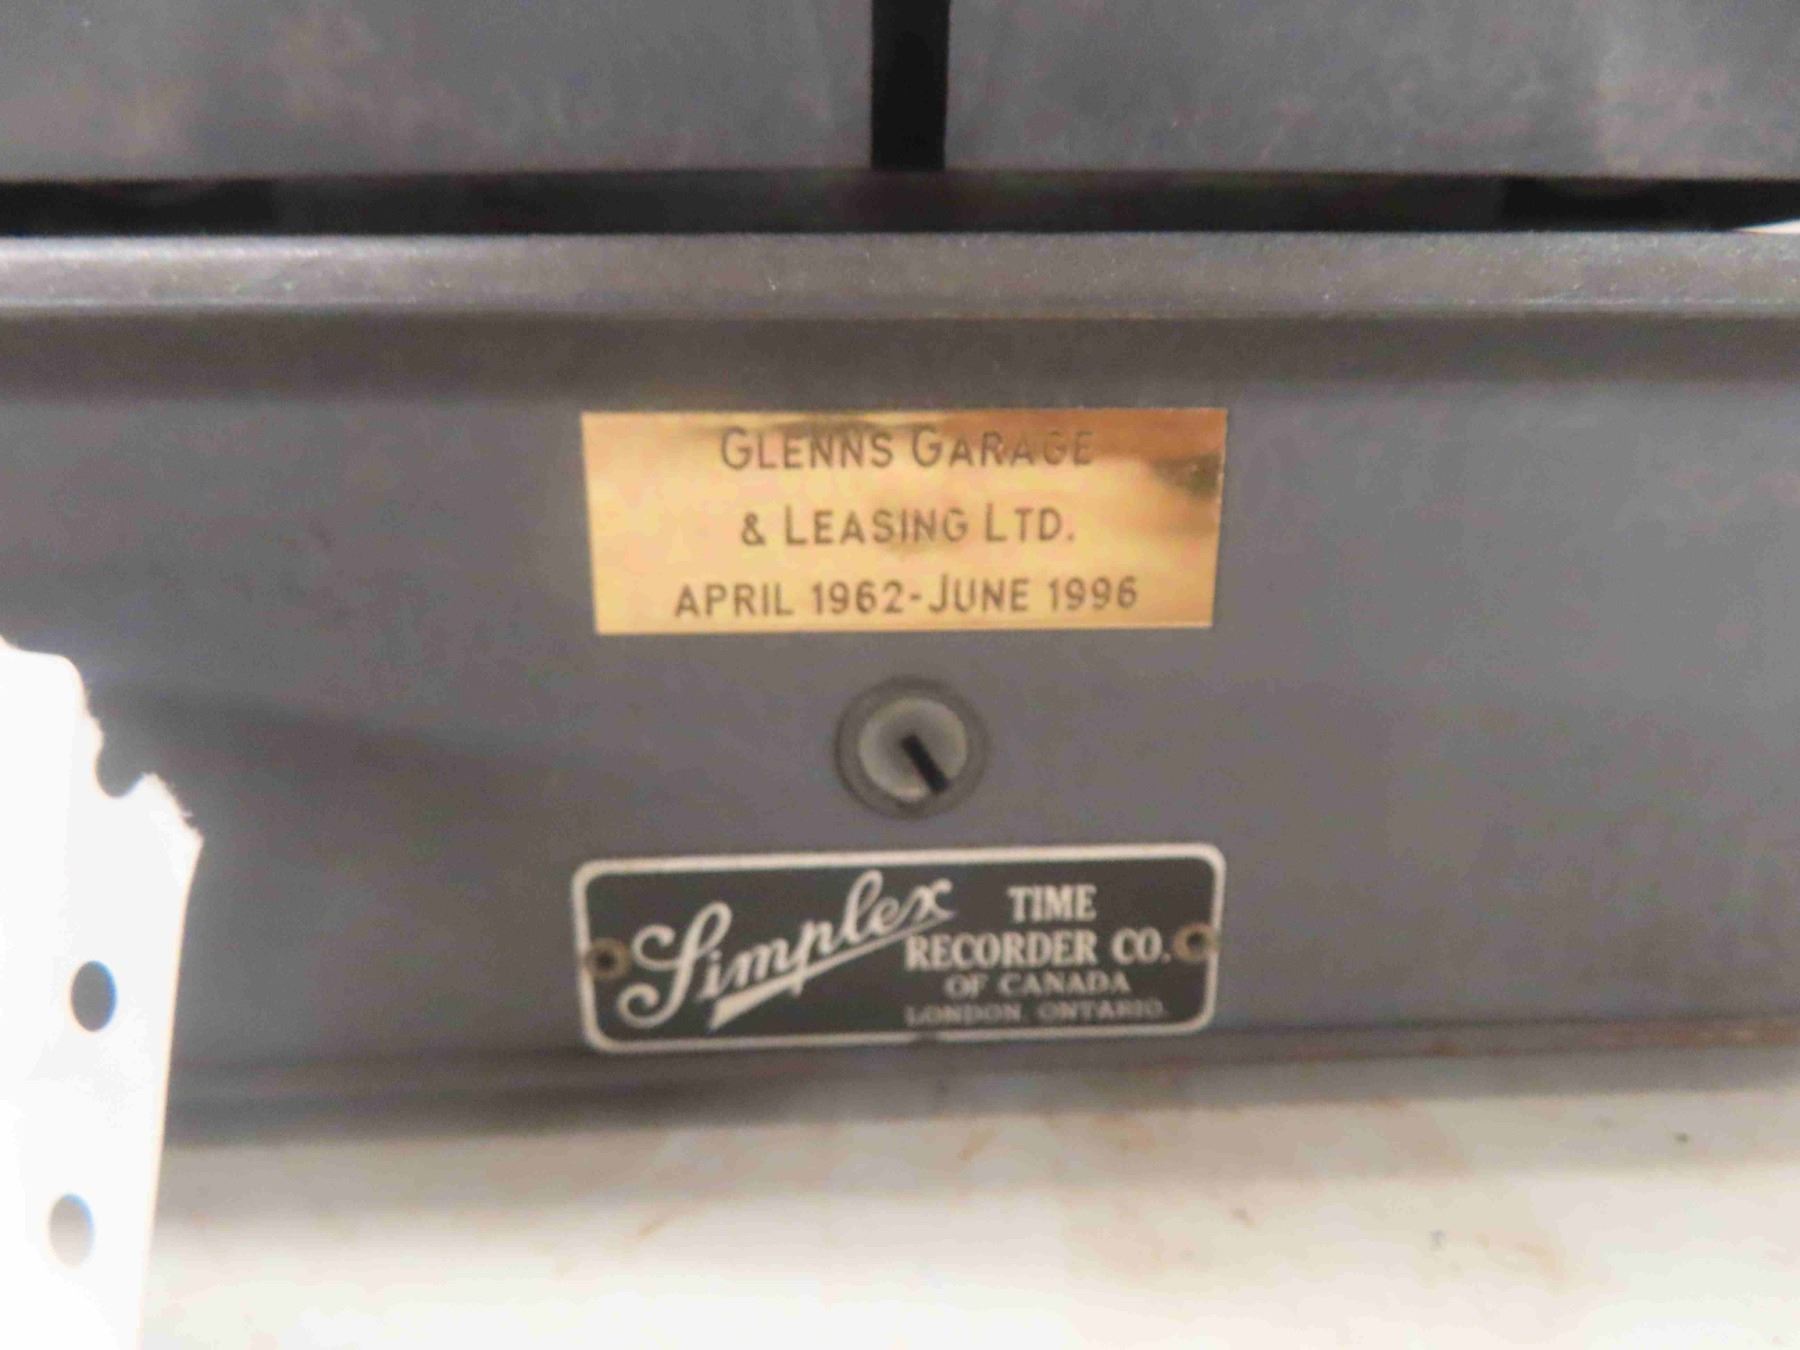 GLENNS GARAGE
& LEASING LTD.
APRIL 1962-JUNE 1996
Simplex TIME
RECORDER CO.
OF CANADA
LONDON, ONTARIO.